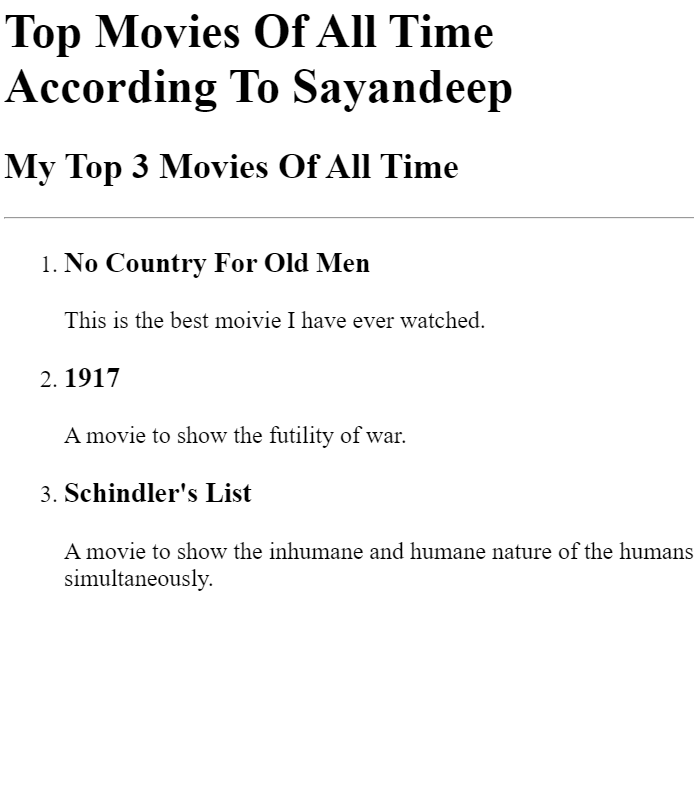 Top Movies Of All Time
According To Sayandeep
My Top 3 Movies Of All Time
1. No Country For Old Men
This is the best moivie I have ever watched.
2. 1917
A movie to show the futility of war.
3. Schindler's List
A movie to show the inhumane and humane nature of the humans
simultaneously.